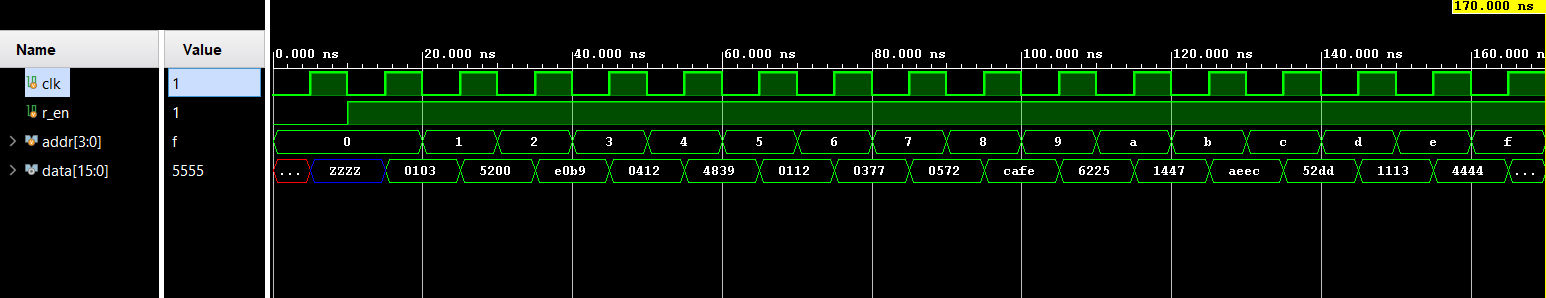 170.000 ns
Name Value
0.000 ns 20.000 ns 40.000 ns 60.000 ns 80.000 ns 100.000 ns 120.000 ns 140.000 ns 160.000 n
clk 1
r_en 1
addr[3:0] f 0 1 2 3 4 5 6 7 8 9 a b c d e f
data[15:0] 5555 ... ZZZZ 0103 5200 e0b9 0412 4839 0112 0377 0572 cafe 6225 1447 aeec 52dd 1113 4444 ...